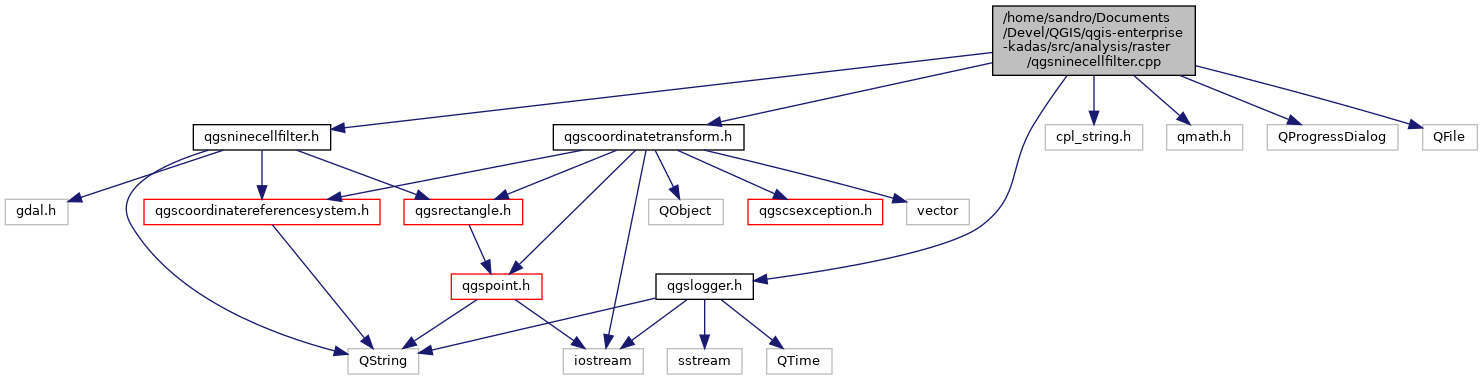 /home/sandro/Documents
/Devel/QGIS/qgis-enterprise
-kadas/src/analysis/raster
/qgsninecellfilter.cpp
qgsninecellfilter.h
qgscoordinatetransform.h
cpl_string.h
qmath.h
QProgressDialog
QFile
gdal.h
qgscoordinatereferencesystem.h
qgsrectangle.h
QObject
qgscsexception.h
vector
qgspoint.h
qgslogger.h
QString
iostream
sstream
QTime